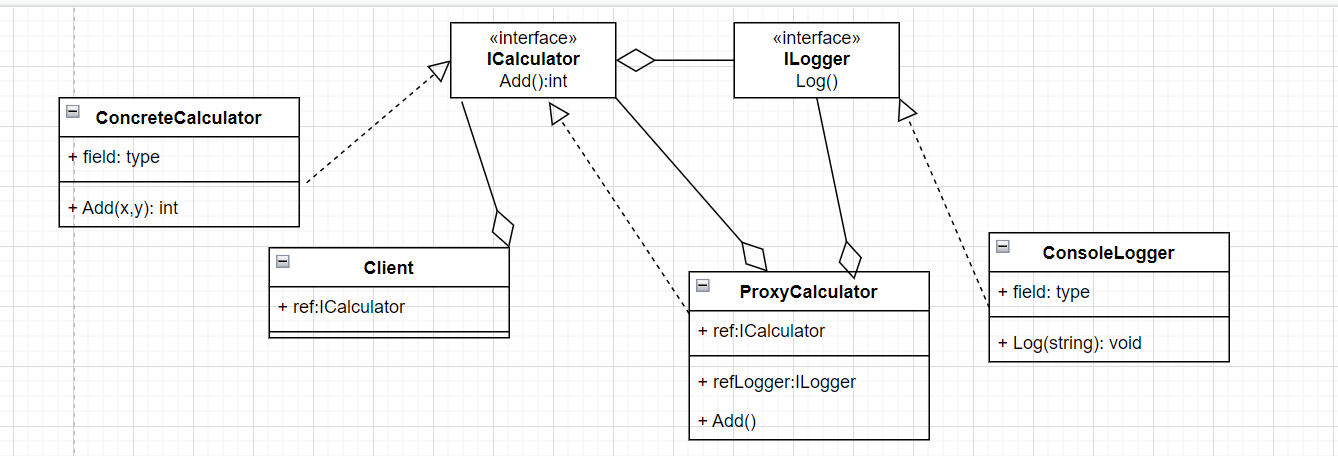 «interface»
ICalculator
Add():int
«interface»
ILogger
Log()
ConcreteCalculator
+ field: type
+ Add(x,y): int
Client
+ ref:ICalculator
ProxyCalculator
+ ref:ICalculator
+ refLogger:ILogger
+ Add()
ConsoleLogger
+ field: type
+ Log(string): void